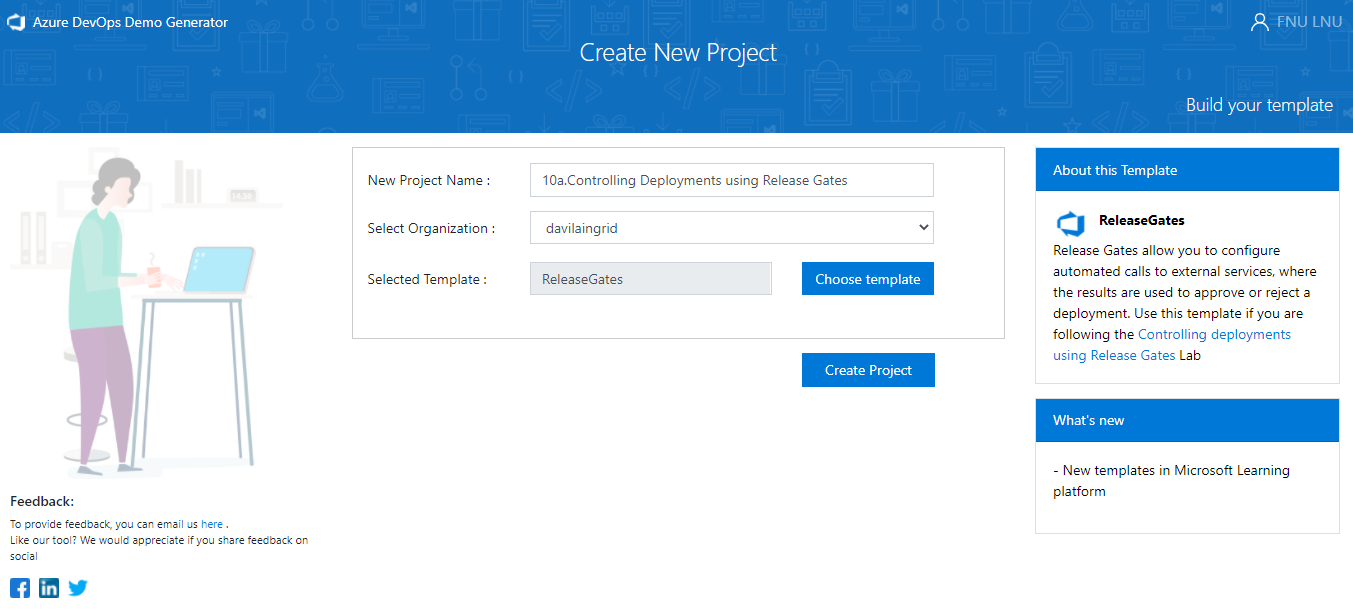 Azure DevOps Demo Generator
FNU LNU
Create New Project
Build your template
New Project Name :
10a.Controlling Deployments using Release Gates
Select Organization :
davilaingrid
Selected Template :
ReleaseGates
Choose template
Create Project
About this Template
ReleaseGates
Release Gates allow you to configure
automated calls to external services, where
the results are used to approve or reject a
deployment. Use this template if you are
following the Controlling deployments
using Release Gates Lab
What's new
- New templates in Microsoft Learning
platform
Feedback:
To provide feedback, you can email us here .
Like our tool? We would appreciate if you share feedback on
social